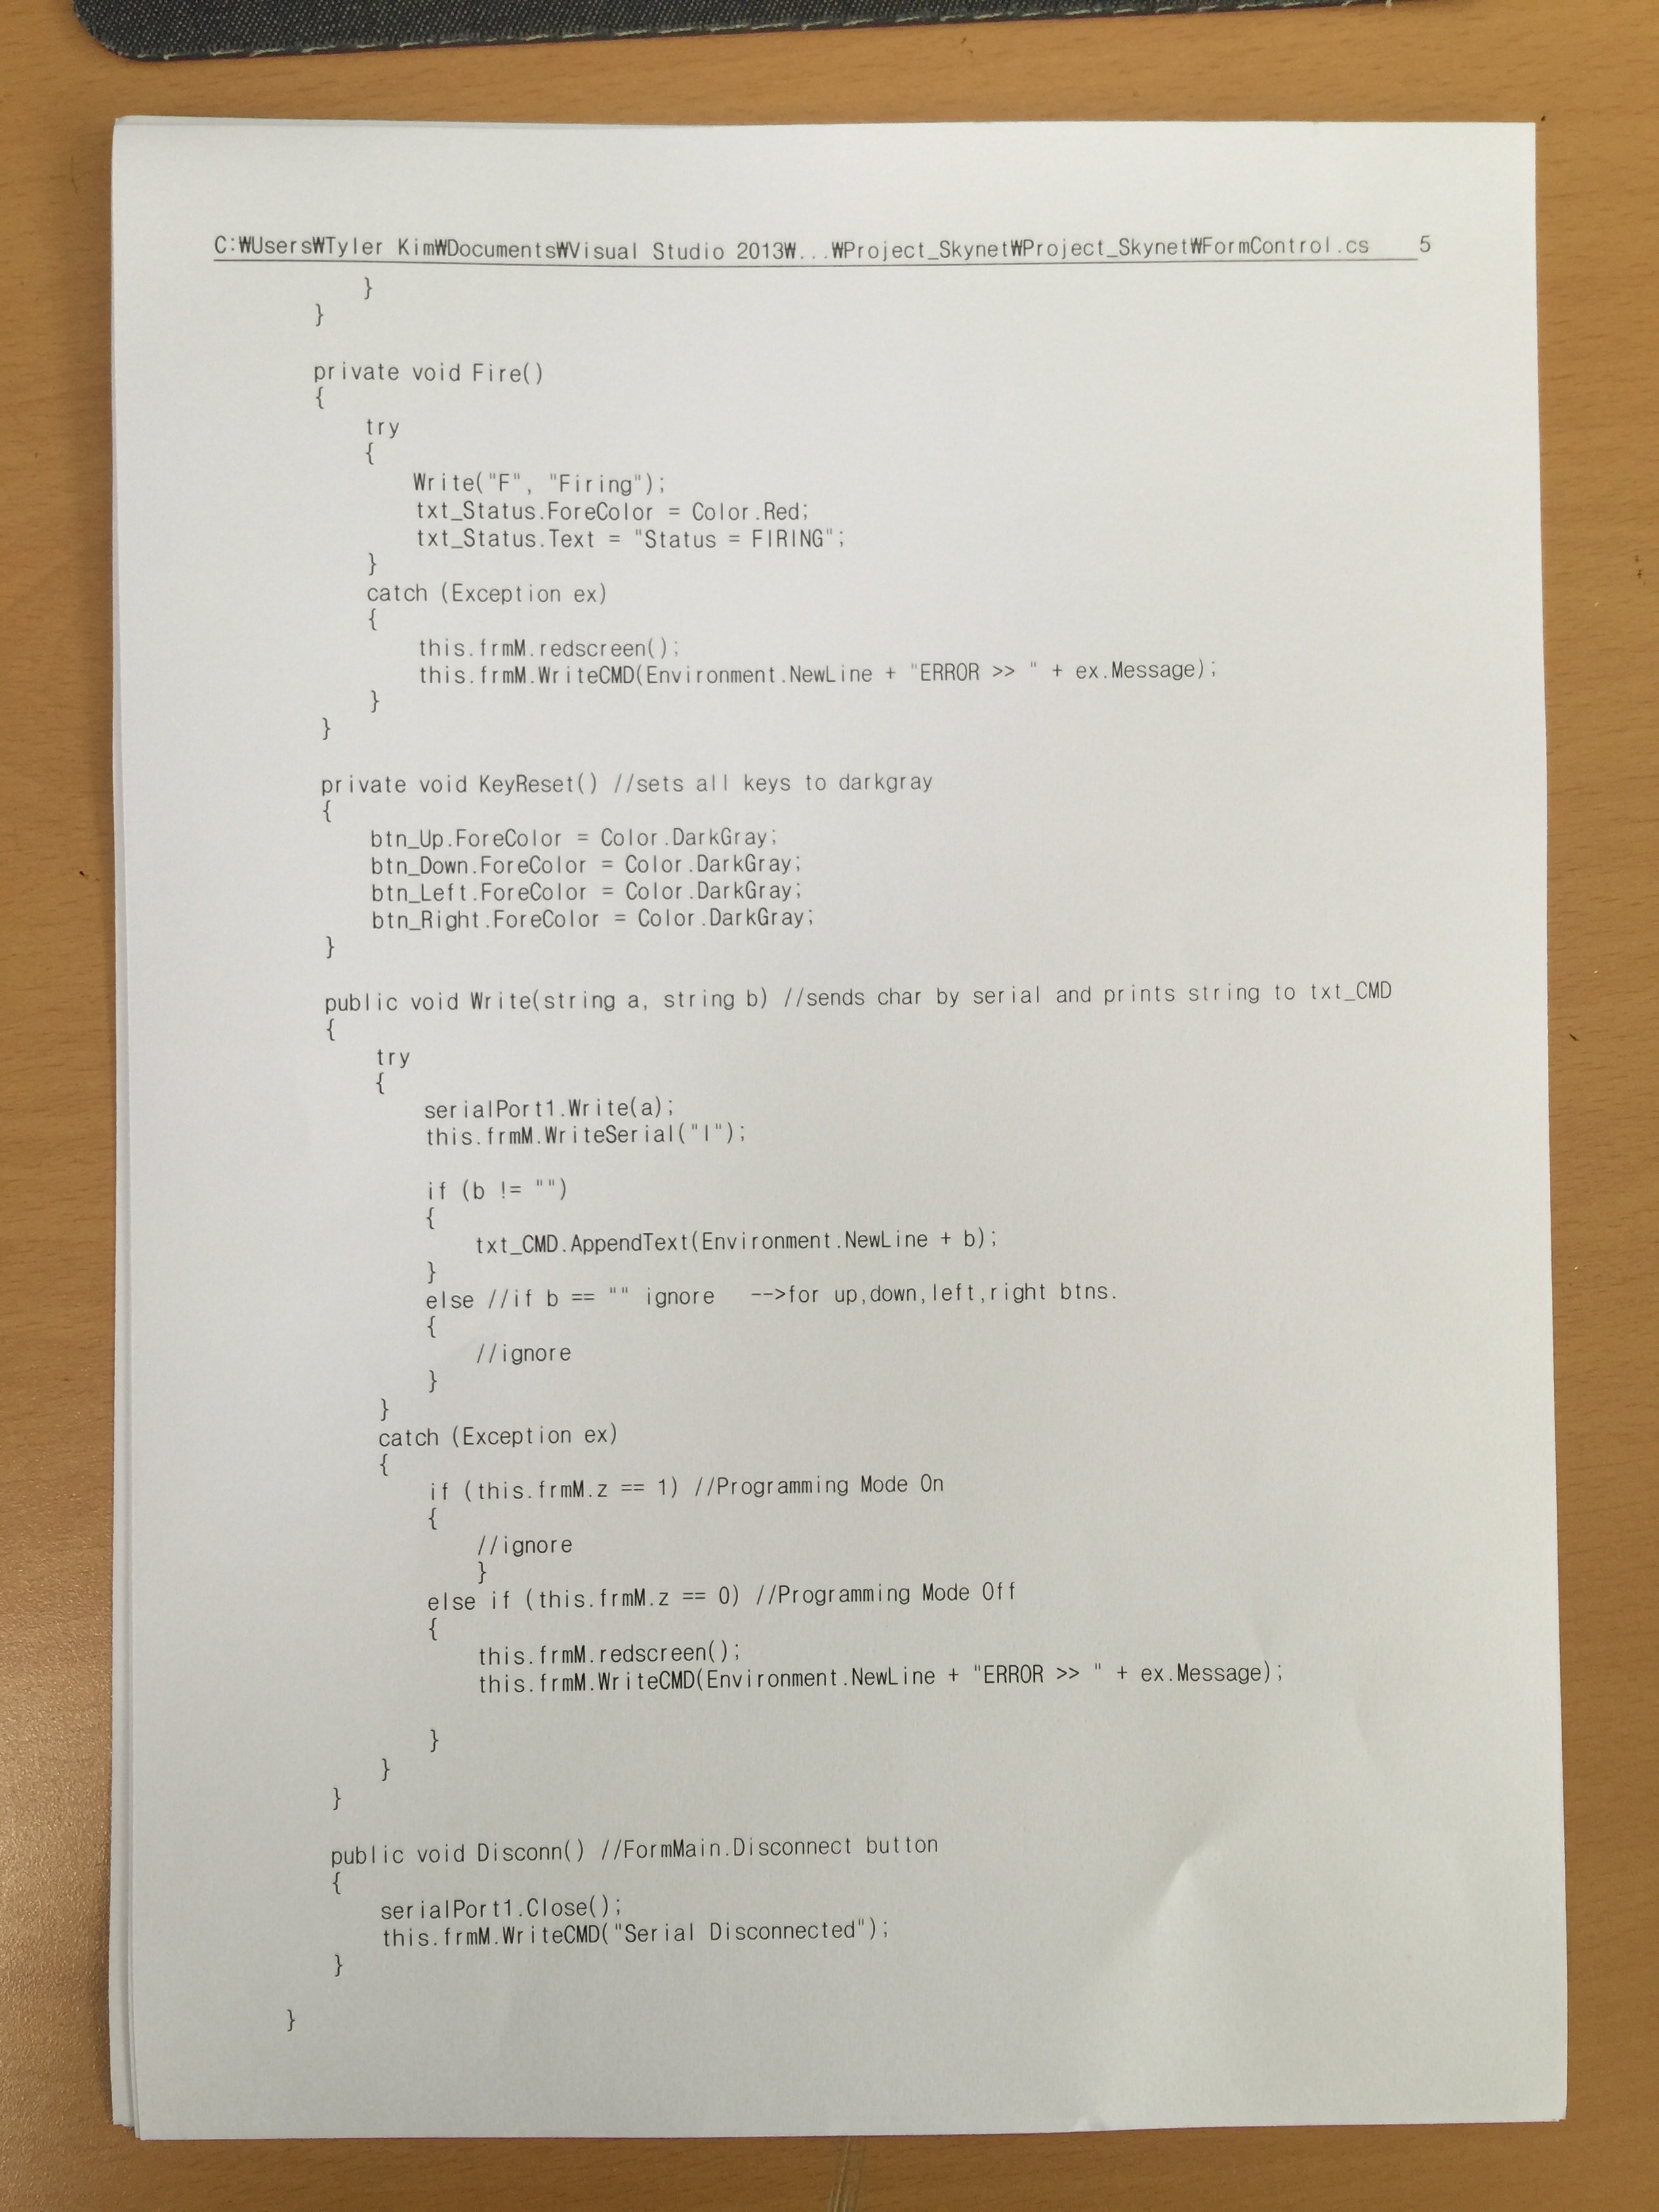 C:₩Users₩Tyler Kim₩Documents₩Visual Studio 2013₩...₩Project_Skynet₩Project_Skynet₩FormControl.cs 5
}
}
private void Fire()
{
try
{
Write("F", "Firing");
txt_Status.ForeColor = Color.Red;
txt_Status.Text = "Status = FIRING";
}
catch (Exception ex)
{
this.frmM.redscreen();
this.frmM.WriteCMD(Environment.NewLine + "ERROR >> " + ex.Message);
}
}
private void KeyReset() //sets all keys to darkgray
{
btn_Up.ForeColor = Color.DarkGray;
btn_Down.ForeColor = Color.DarkGray;
btn_Left.ForeColor = Color.DarkGray;
btn_Right.ForeColor = Color.DarkGray;
}
public void Write(string a, string b) //sends char by serial and prints string to txt_CMD
{
try
{
serialPort1.Write(a);
this.frmM.WriteSerial("I");
if (b != "")
{
txt_CMD.AppendText(Environment.NewLine + b);
}
else //if b == "" ignore -->for up,down,left,right btns.
{
//ignore
}
}
catch (Exception ex)
{
if (this.frmM.z == 1) //Programming Mode On
{
//ignore
}
else if (this.frmM.z == 0) //Programming Mode Off
{
this.frmM.redscreen();
this.frmM.WriteCMD(Environment.NewLine + "ERROR >> " + ex.Message);
}
}
}
public void Disconn() //FormMain.Disconnect button
{
serialPort1.Close();
this.frmM.WriteCMD("Serial Disconnected");
}
}